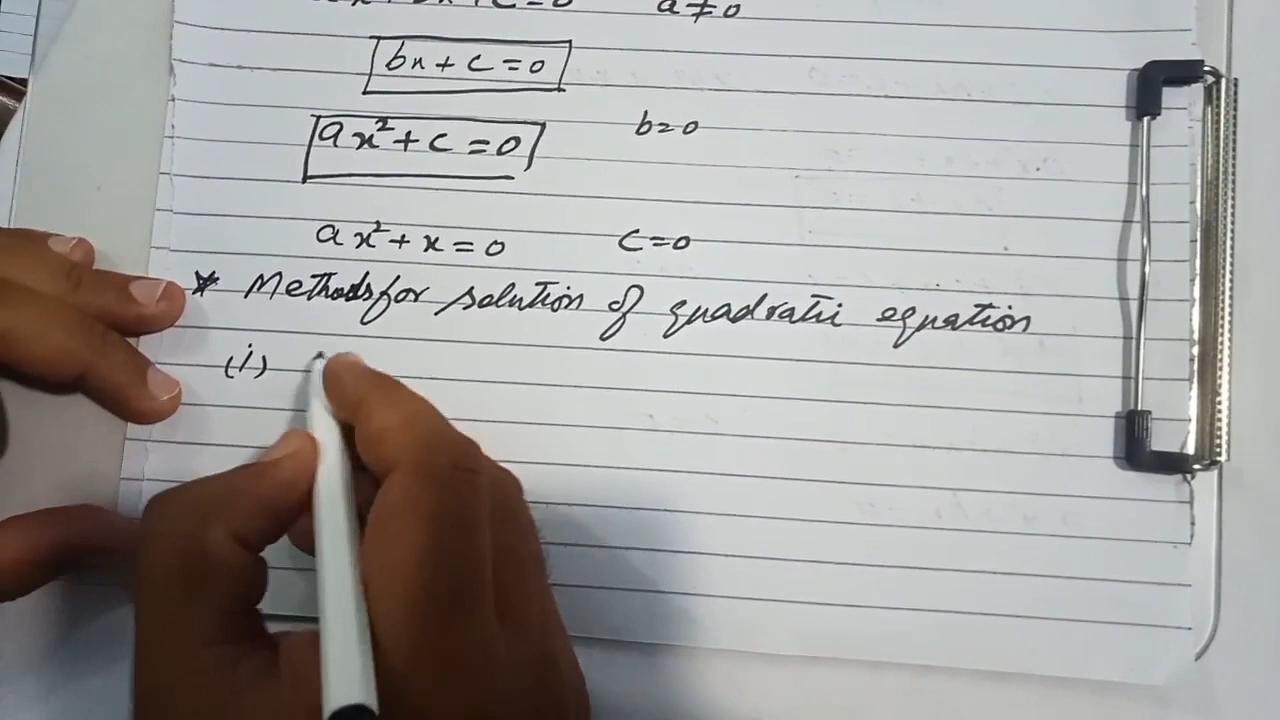 a≠0
bx+c=0
ax²+c=0 b=0
ax²+x=0 c=0
* Methods for solution of quadratic equation
(i)